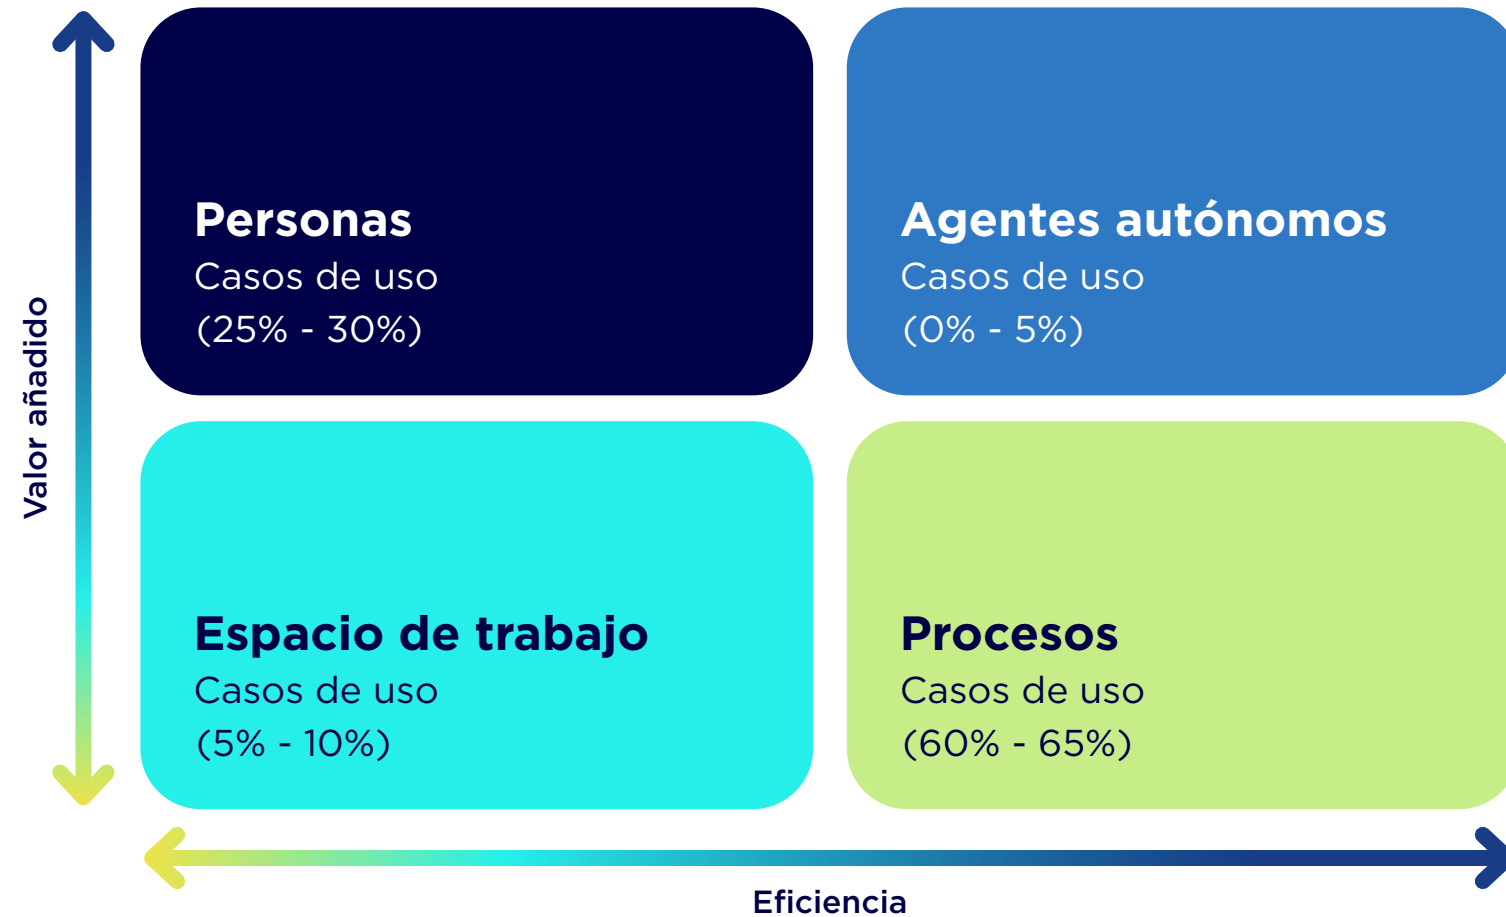 Valor añadido
Personas
Casos de uso
(25% - 30%)
Agentes autónomos
Casos de uso
(0% - 5%)
Espacio de trabajo
Casos de uso
(5% - 10%)
Procesos
Casos de uso
(60% - 65%)
Eficiencia